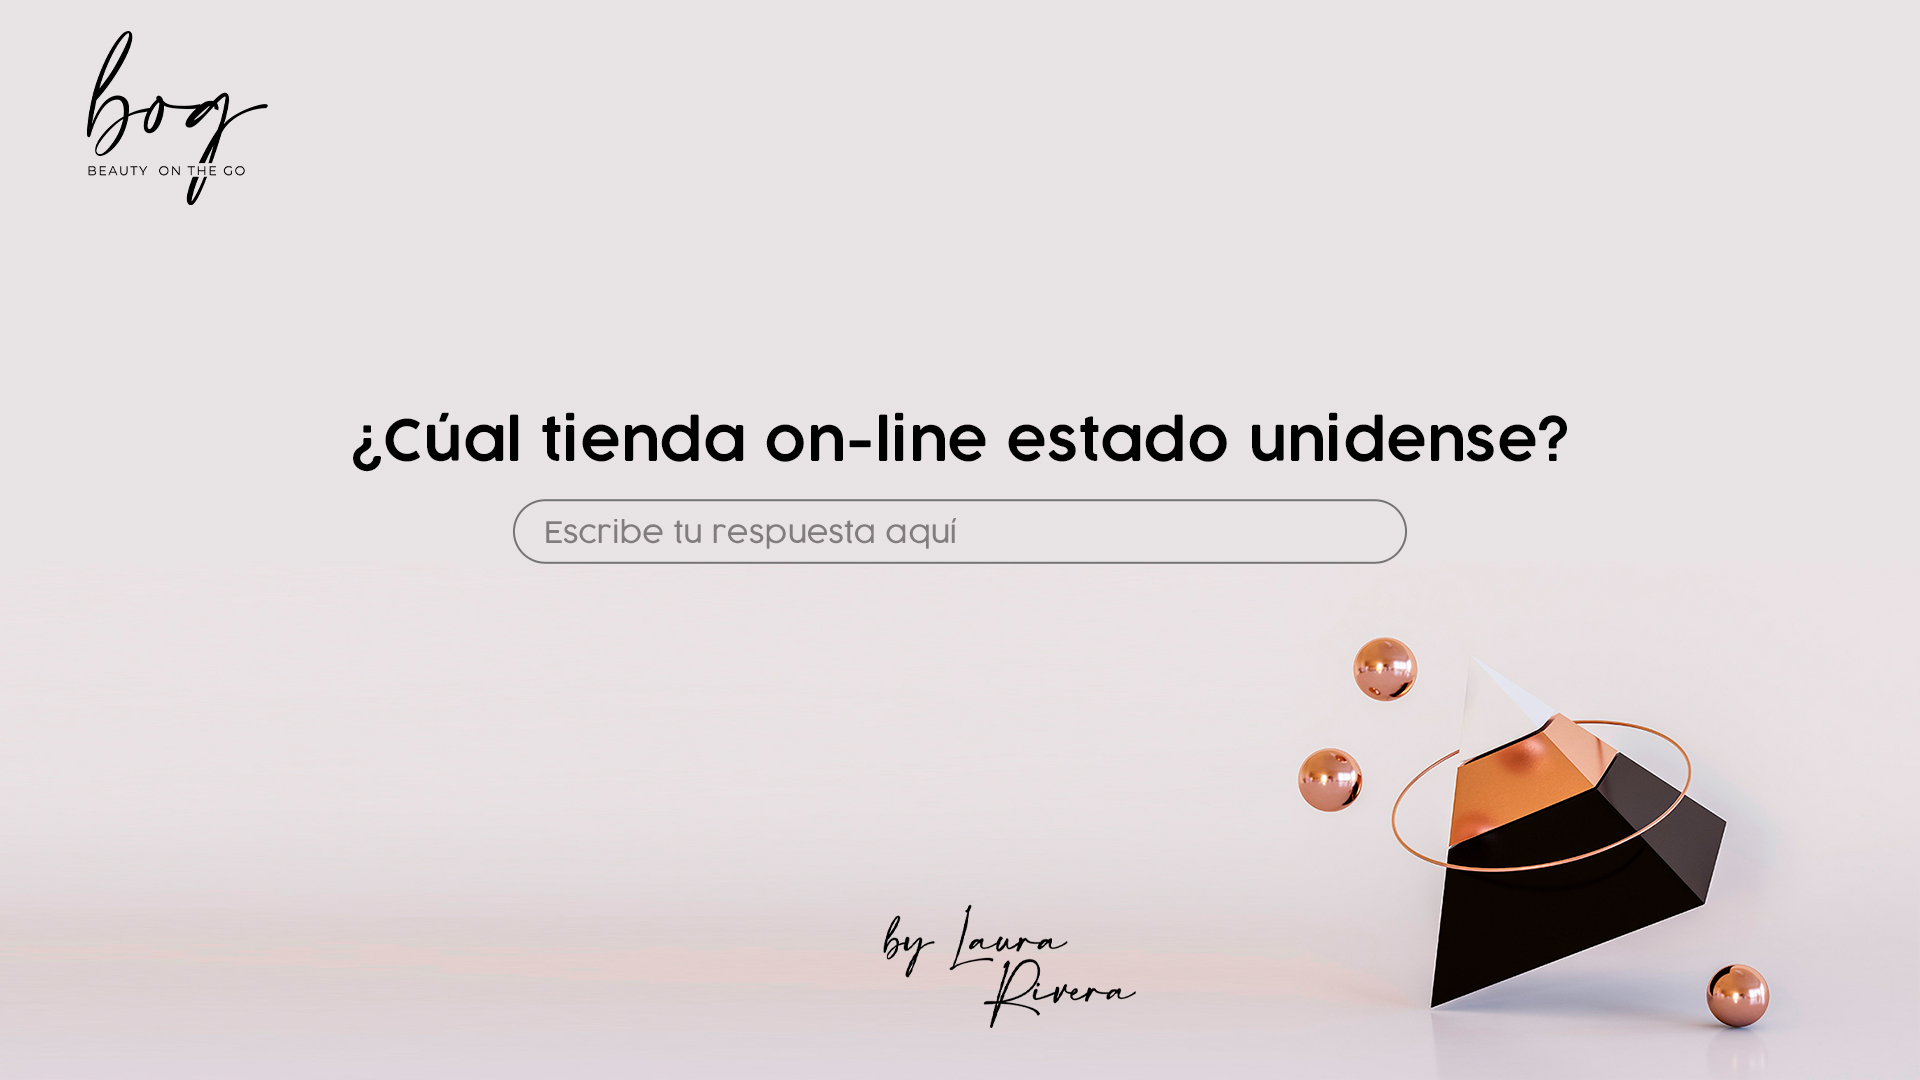 bog
BEAUTY ON THE GO
¿Cúal tienda on-line estado unidense?
Escribe tu respuesta aquí
by Laura
Rivera